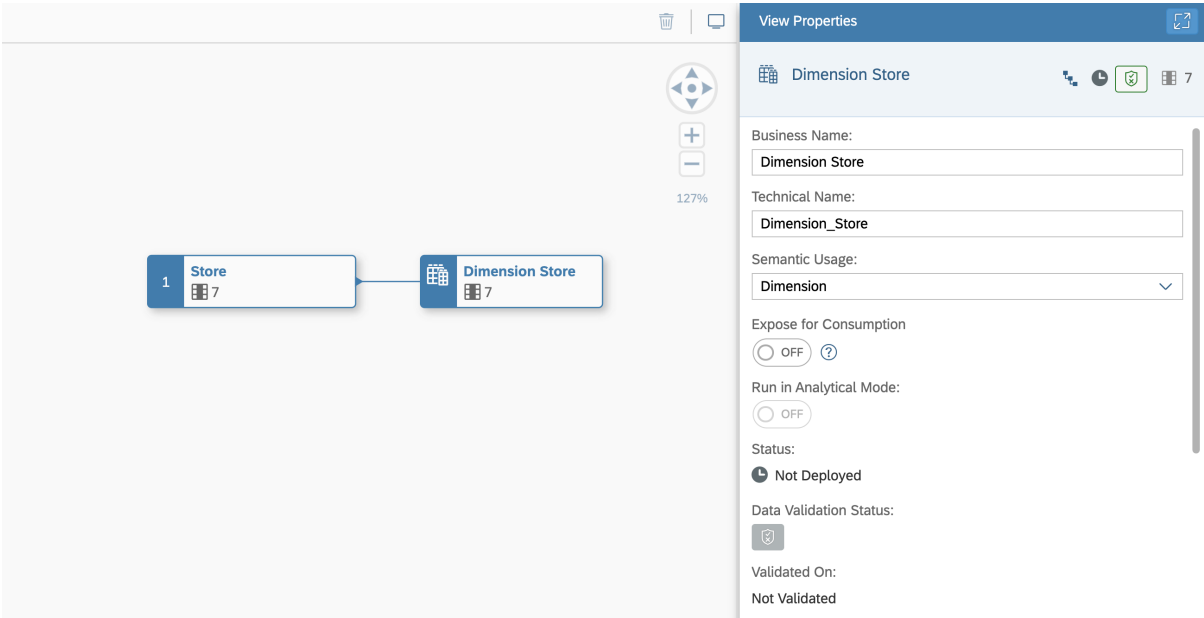 127%
1
Store
7
Dimension Store
7
View Properties
Dimension Store
7
Business Name:
Dimension Store
Technical Name:
Dimension_Store
Semantic Usage:
Dimension
Expose for Consumption
OFF ?
Run in Analytical Mode:
OFF
Status:
Not Deployed
Data Validation Status:
Validated On:
Not Validated